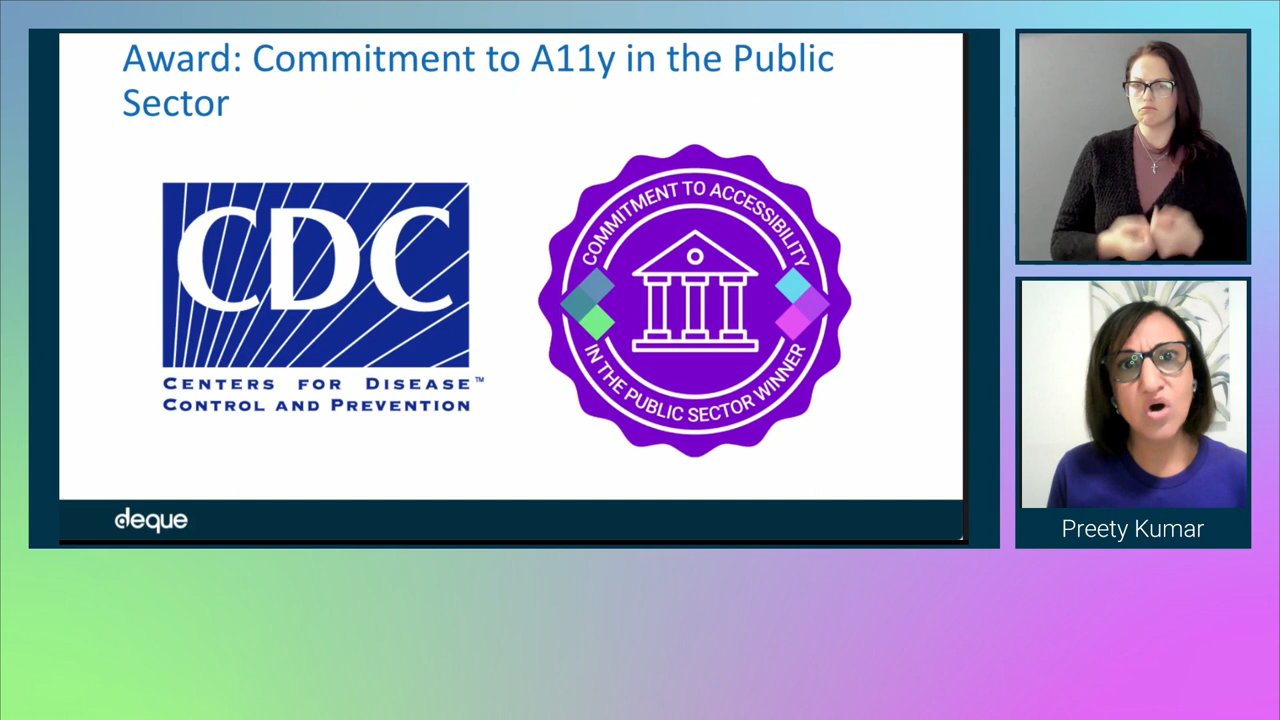 Award: Commitment to A11y in the Public
Sector
CDC
CENTERS FOR DISEASE™
CONTROL AND PREVENTION
COMMITMENT TO ACCESSIBILITY
IN THE PUBLIC SECTOR WINNER
deque
Preety Kumar